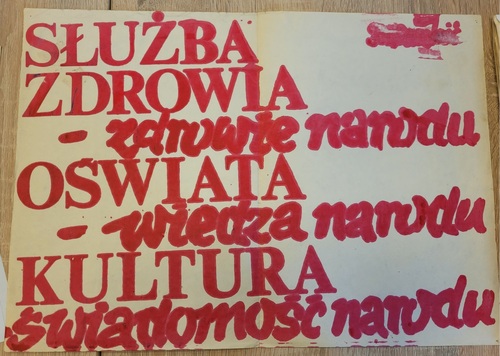 SŁUŻBA
ZDROWIA
- zdrowie narodu
OŚWIATA
- wiedza narodu
KULTURA
świadomość narodu